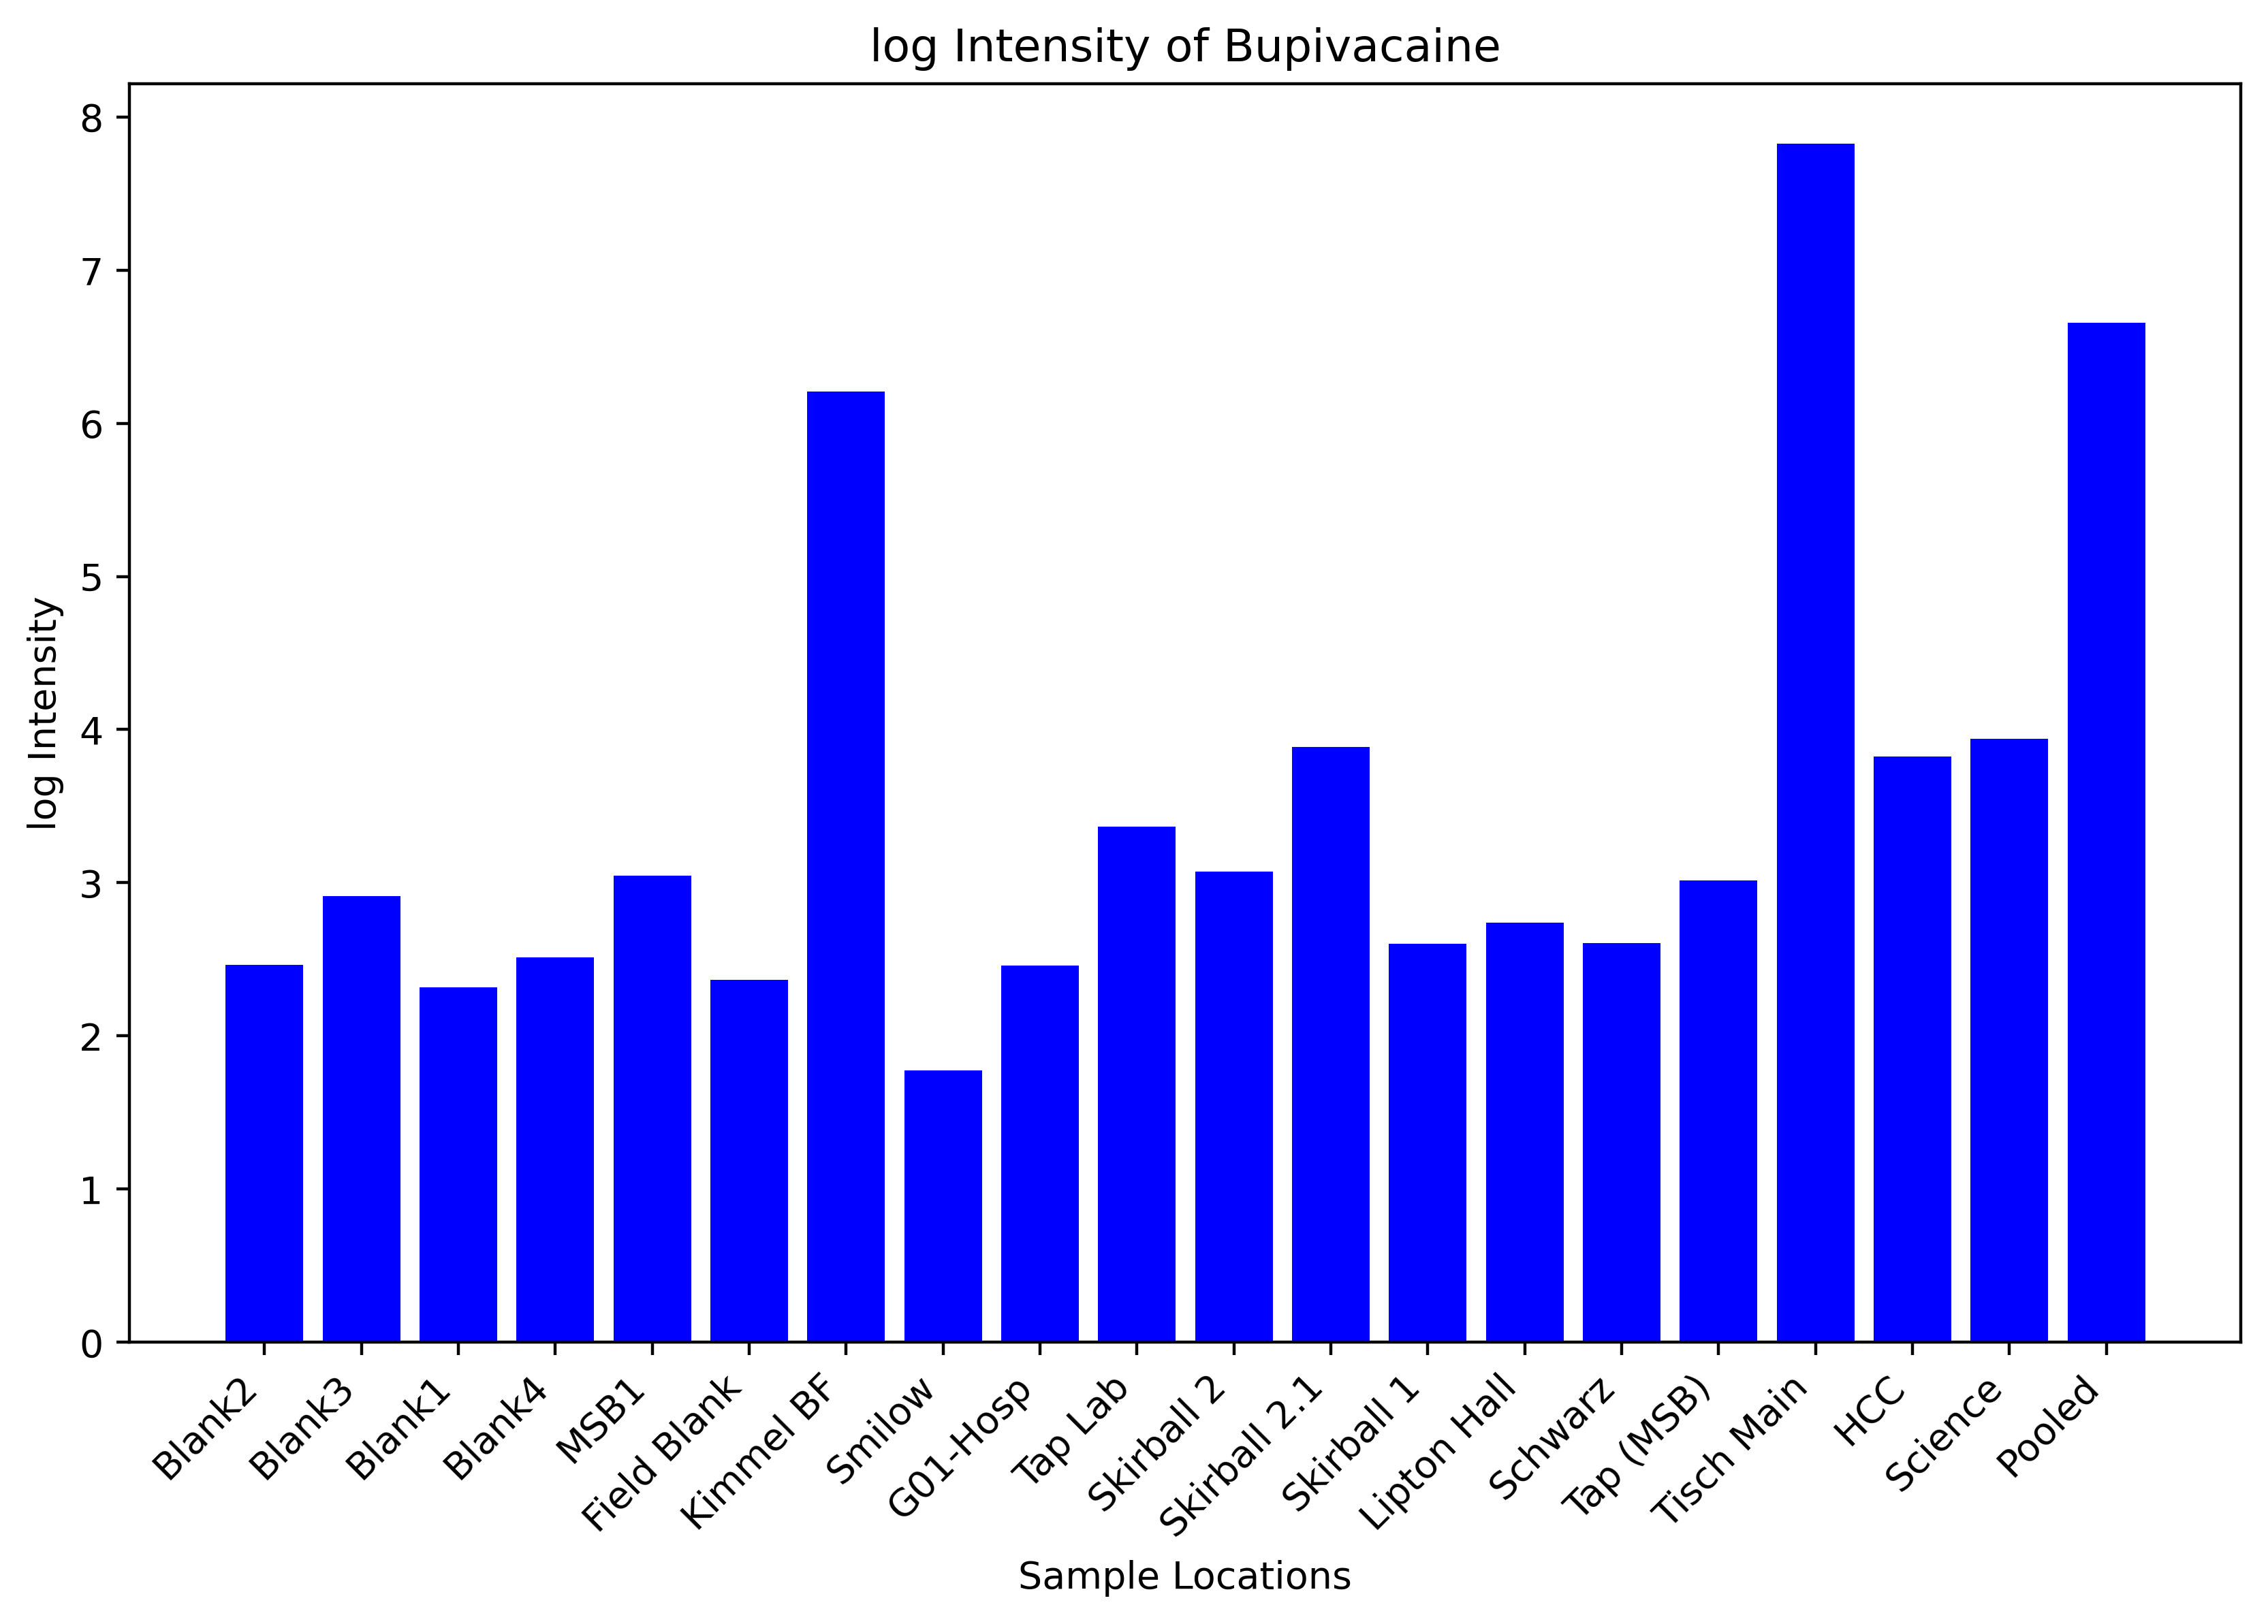 log Intensity of Bupivacaine
8
7
6
5
4
3
2
1
0
log Intensity
Blank2
Blank3
Blank1
Blank4
MSB1
Field Blank
Kimmel BF
Smilow
G01-Hosp
Tap Lab
Skirball 2
Skirball 2.1
Skirball 1
Lipton Hall
Schwarz
Tap (MSB)
Tisch Main
HCC
Science
Pooled
Sample Locations